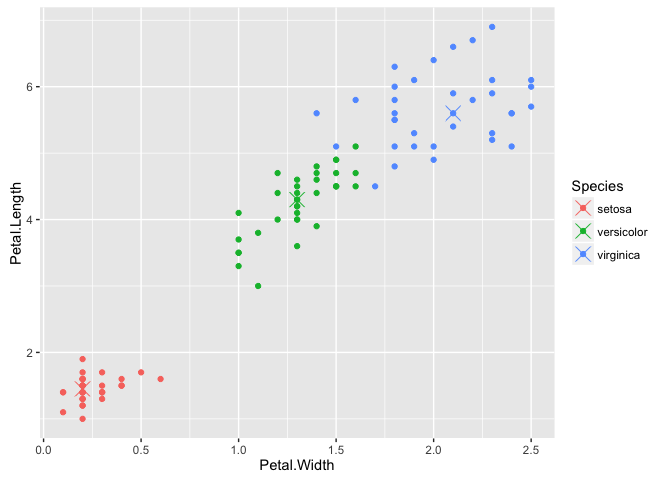 6
4
2
Petal.Length
0.0 0.5 1.0 1.5 2.0 2.5
Petal.Width
Species
setosa
versicolor
virginica